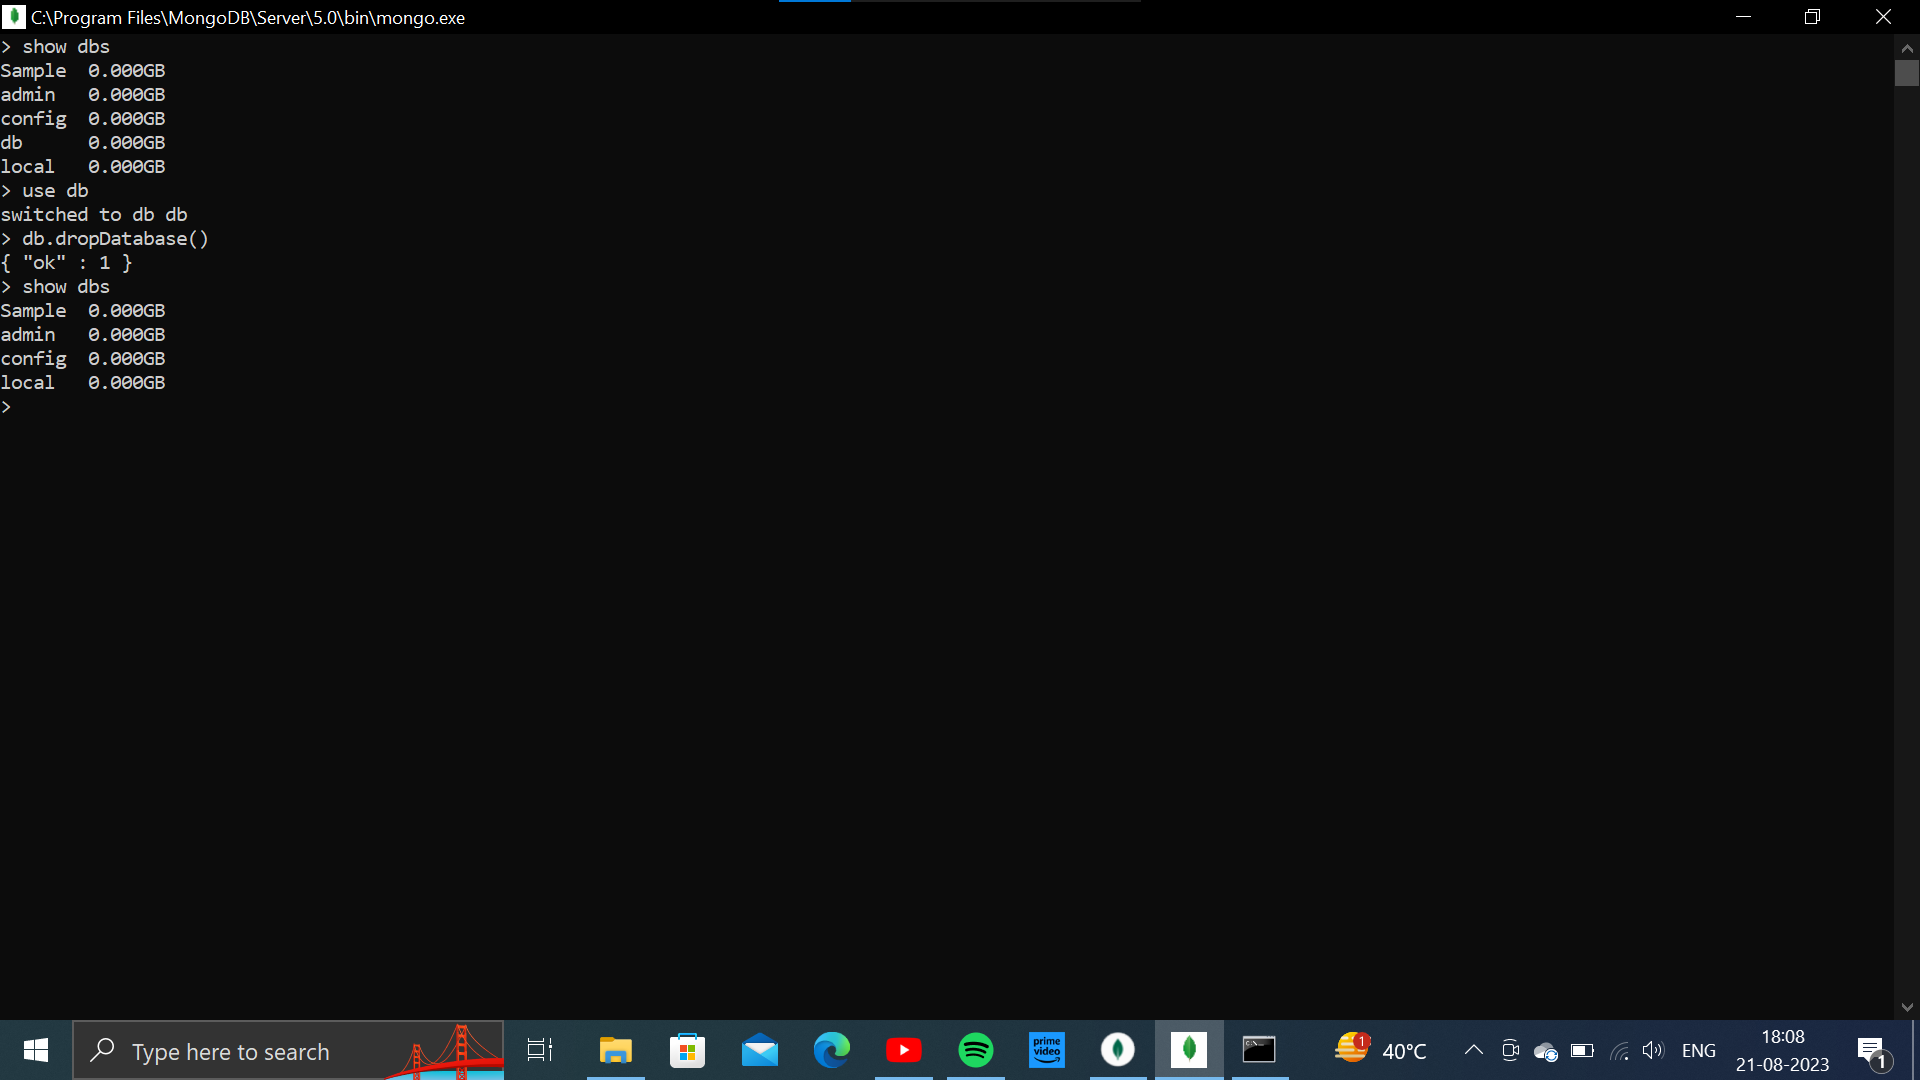 C:\Program Files\MongoDB\Server\5.0\bin\mongo.exe
> show dbs
Sample  0.000GB
admin   0.000GB
config  0.000GB
db      0.000GB
local   0.000GB
> use db
switched to db db
> db.dropDatabase()
{ "ok" : 1 }
> show dbs
Sample  0.000GB
admin   0.000GB
config  0.000GB
local   0.000GB
>
Type here to search
prime
video
C:\_
1
40°C
ENG
18:08
21-08-2023
1